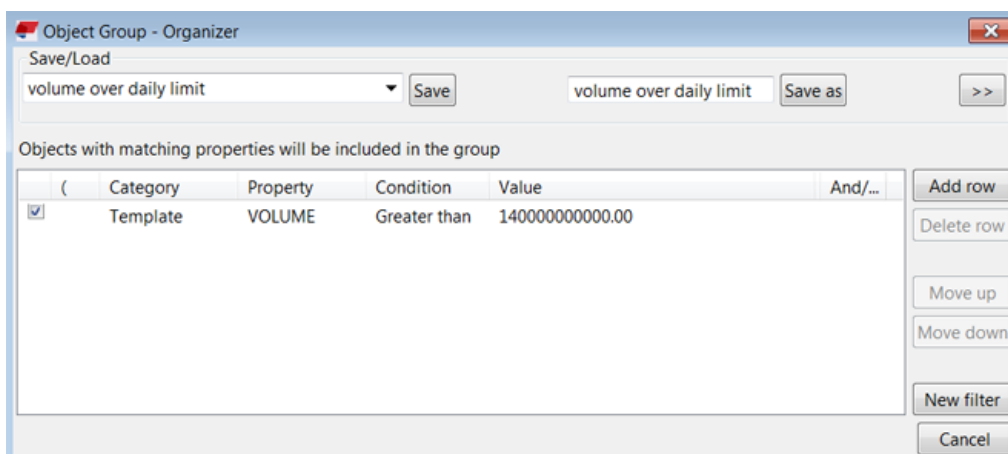 Object Group - Organizer
Save/Load
volume over daily limit Save volume over daily limit Save as >>
Objects with matching properties will be included in the group
( Category Property Condition Value And/... Add row
Template VOLUME Greater than 140000000000.00
Delete row
Move up
Move down
New filter
Cancel